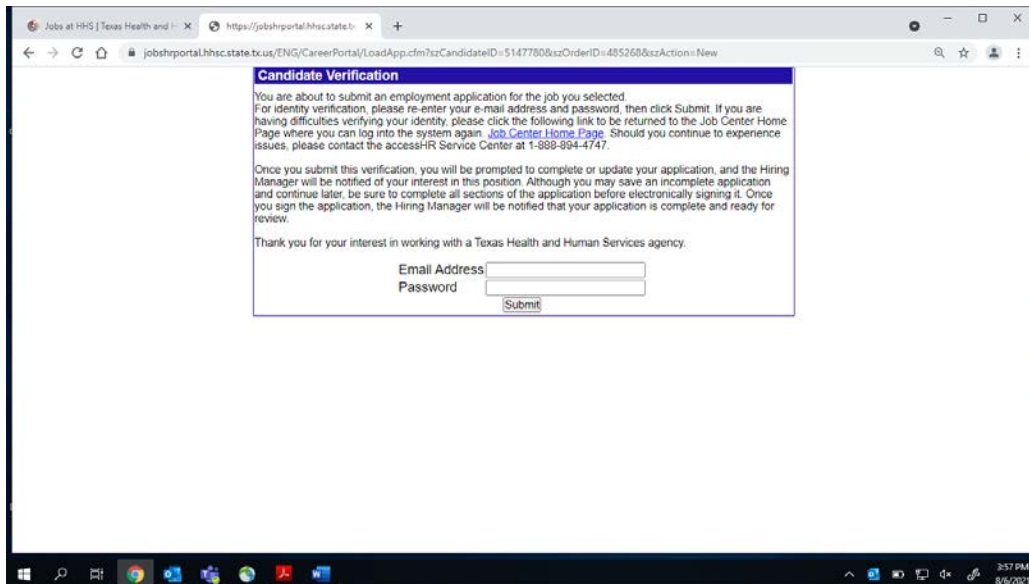 Jobs at HHS | Texas Health and H
https://jobshrportal.hhsc.state.tx
jobshrportal.hhsc.state.tx.us/ENG/CareerPortal/LoadApp.cfm?szCandidateID=5147780&szOrderID=485268&szAction=New
Candidate Verification
You are about to submit an employment application for the job you selected.
For identity verification, please re-enter your e-mail address and password, then click Submit. If you are
having difficulties verifying your identity, please click the following link to be returned to the Job Center Home
Page where you can log into the system again. Job Center Home Page. Should you continue to experience
issues, please contact the accessHR Service Center at 1-888-894-4747.
Once you submit this verification, you will be prompted to complete or update your application, and the Hiring
Manager will be notified of your interest in this position. Although you may save an incomplete application
and continue later, be sure to complete all sections of the application before electronically signing it. Once
you sign the application, the Hiring Manager will be notified that your application is complete and ready for
review.
Thank you for your interest in working with a Texas Health and Human Services agency.
Email Address
Password
Submit
3:57 PM